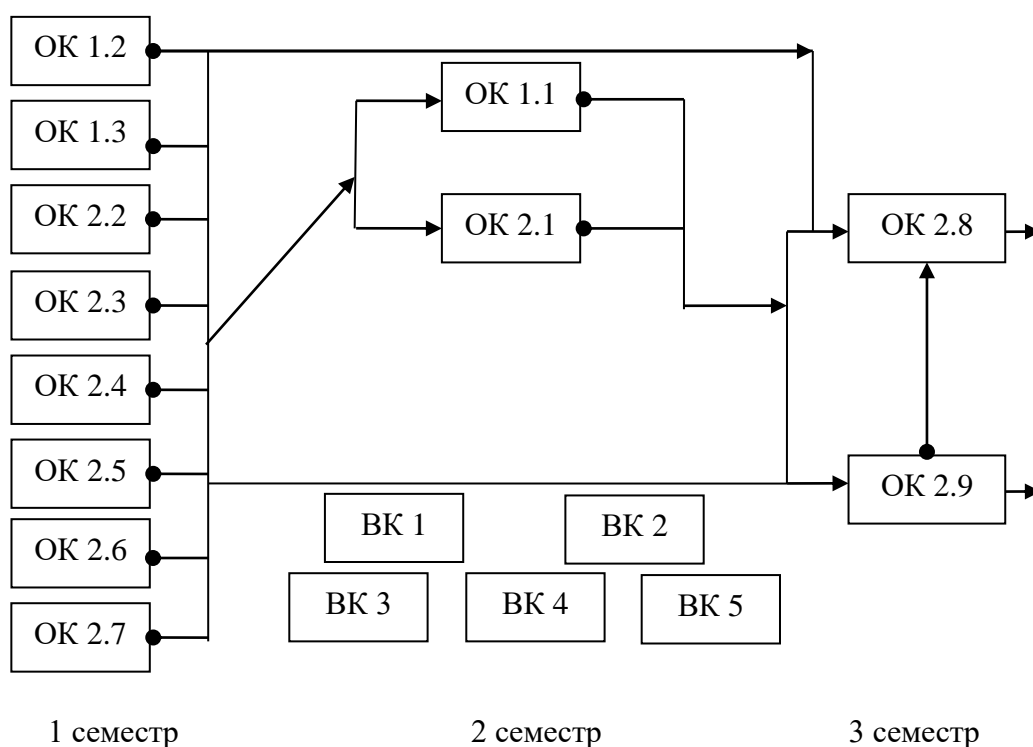 ОК 1.2
ОК 1.3
ОК 2.2
ОК 2.3
ОК 2.4
ОК 2.5
ОК 2.6
ОК 2.7
ОК 1.1
ОК 2.1
ВК 1
ВК 2
ВК 3
ВК 4
ВК 5
ОК 2.8
ОК 2.9
1 семестр
2 семестр
3 семестр